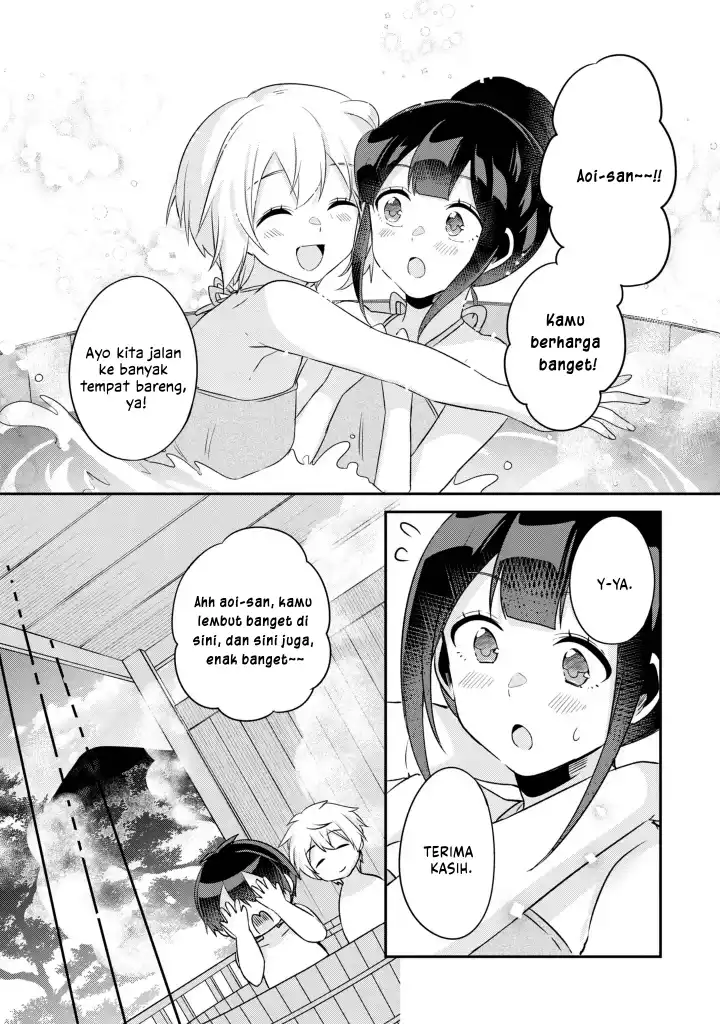 Aoi-san~~!!
Kamu
berharga
banget!
Ayo kita jalan
ke banyak
tempat bareng,
ya!
Y-YA.
TERIMA
KASIH.
Ahh aoi-san, kamu
lembut banget di
sini, dan sini juga,
enak banget~~